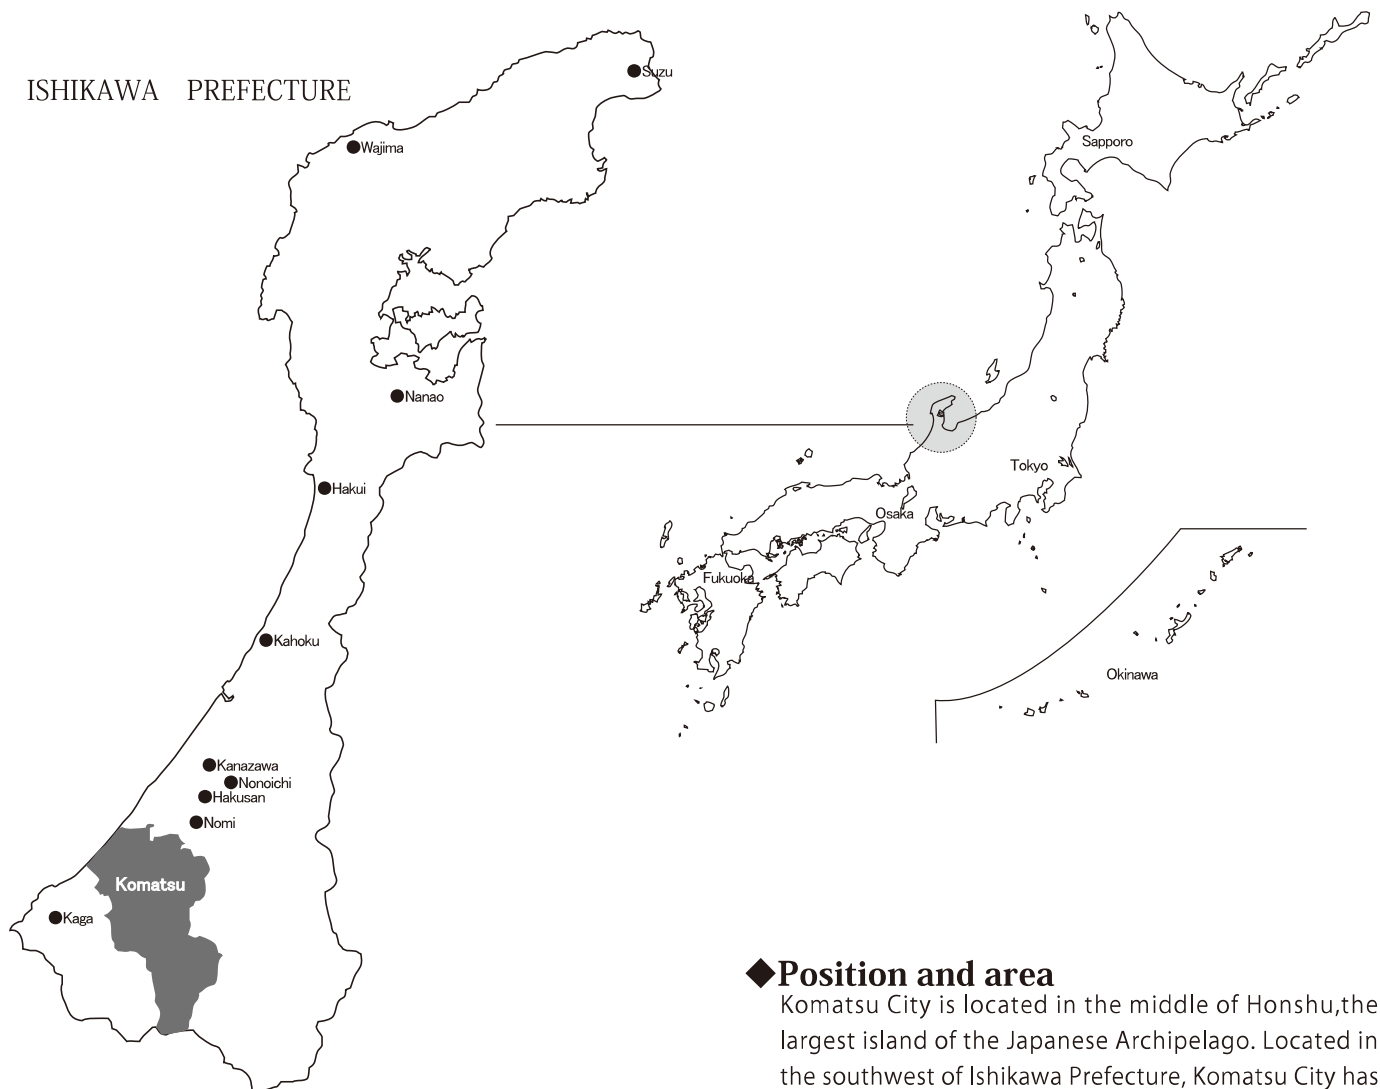 ISHIKAWA PREFECTURE
Suzu
Wajima
Nanao
Hakui
Kahoku
Kanazawa
Nonoichi
Hakusan
Nomi
Komatsu
Kaga
Sapporo
Tokyo
Osaka
Fukuoka
Okinawa
◆Position and area
Komatsu City is located in the middle of Honshu,the
largest island of the Japanese Archipelago. Located in
the southwest of Ishikawa Prefecture, Komatsu City has